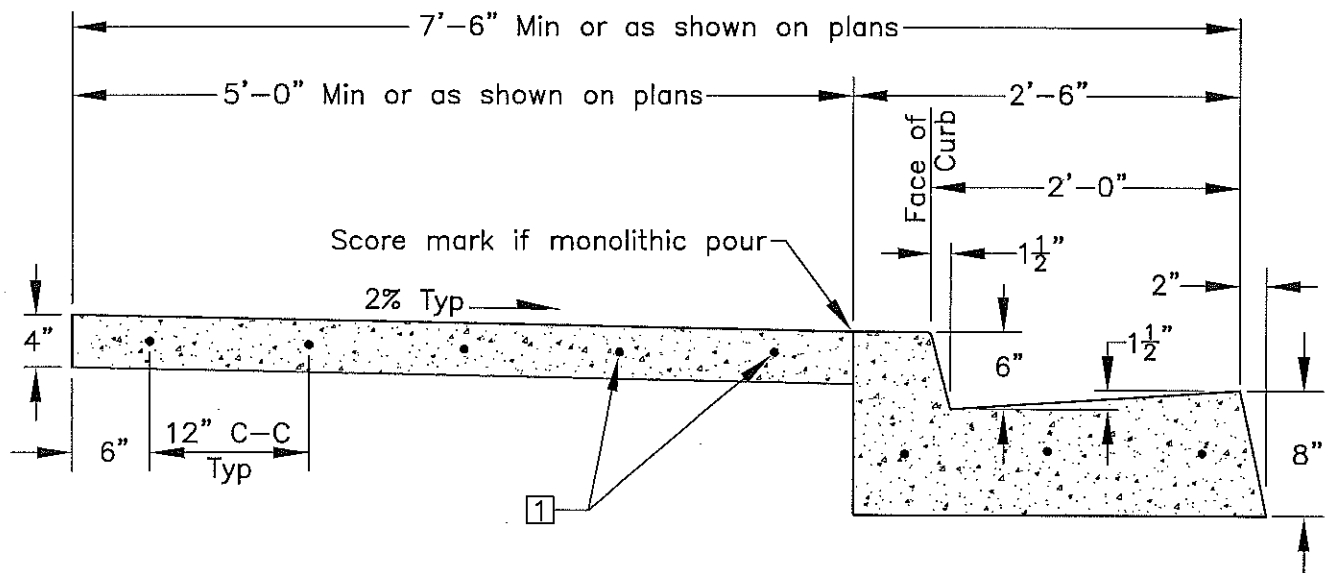 7'-6" Min or as shown on plans
5'-0" Min or as shown on plans
2'-6"
Face of
Curb
2'-0"
Score mark if monolithic pour
1½"
2% Typ
2"
4"
6"
1½"
6"
12" C-C
Typ
8"
1